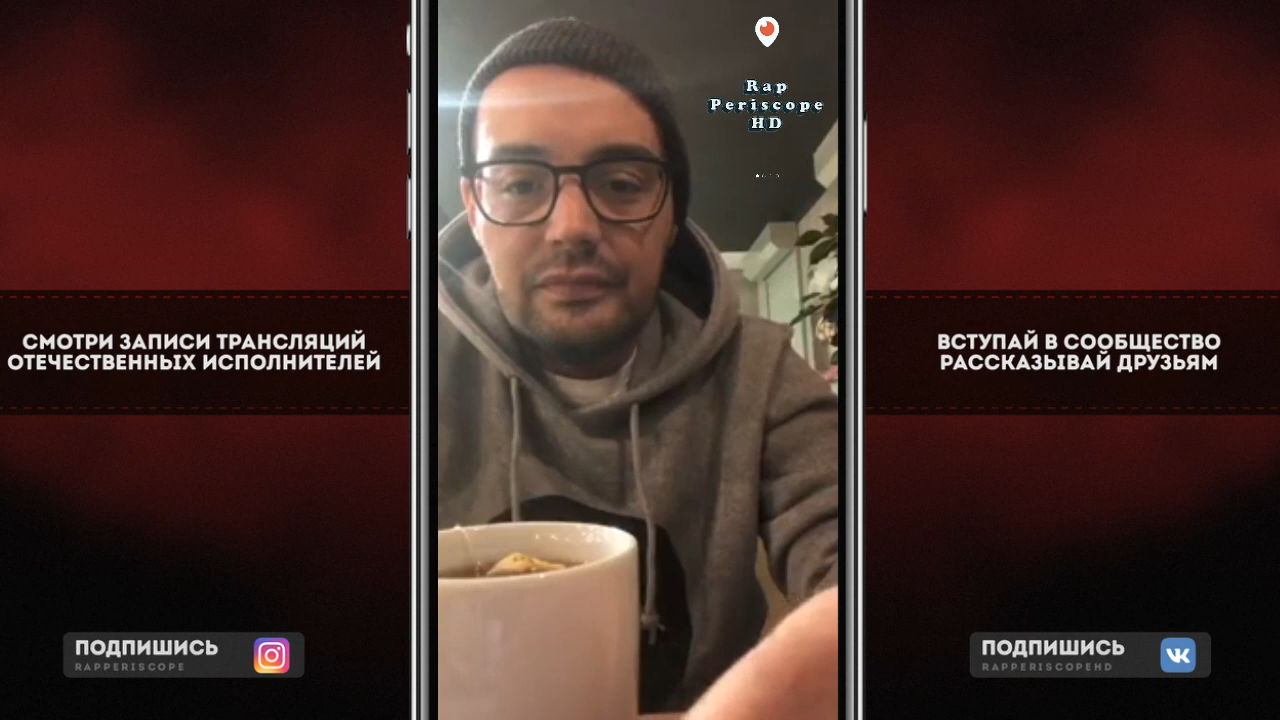 Rap
Periscope
HD
СМОТРИ ЗАПИСИ ТРАНСЛЯЦИЙ
ОТЕЧЕСТВЕННЫХ ИСПОЛНИТЕЛЕЙ
ВСТУПАЙ В СООБЩЕСТВО
РАССКАЗЫВАЙ ДРУЗЬЯМ
ПОДПИШИСЬ
RAPPERISCOPE
ПОДПИШИСЬ
RAPPERISCOPEHD